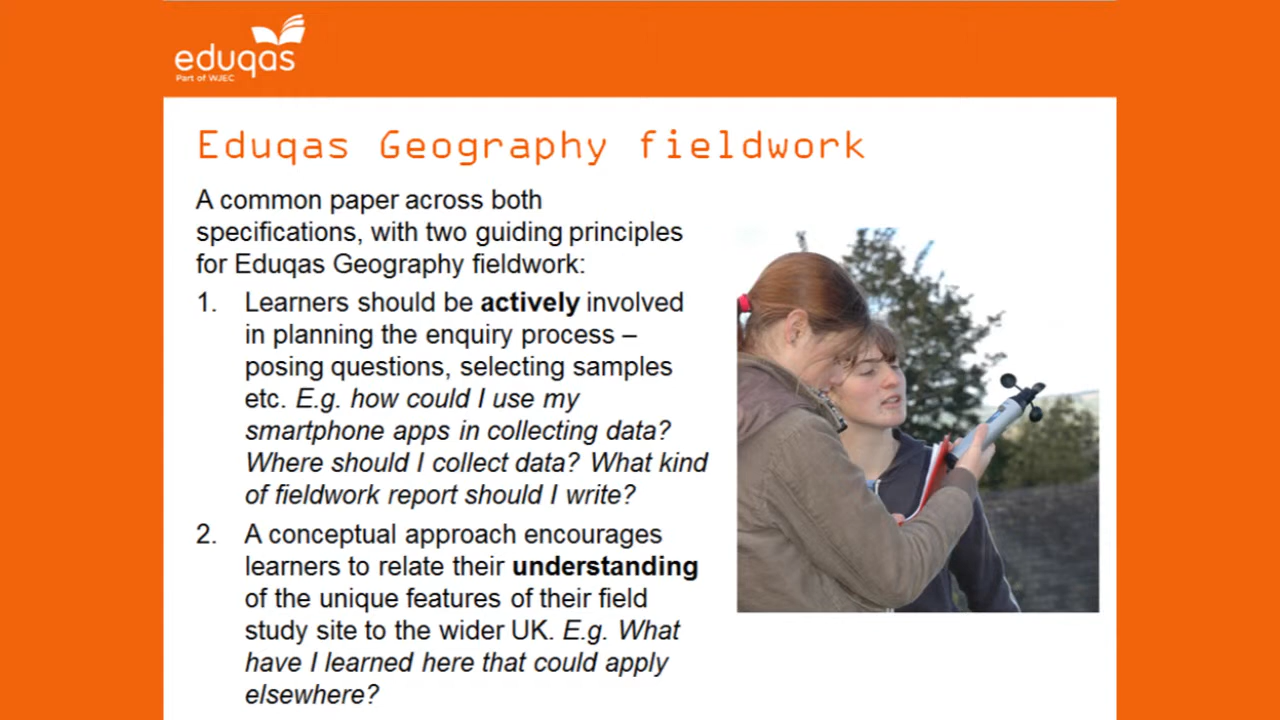 eduqas
Part of WJEC
Eduqas Geography fieldwork
A common paper across both
specifications, with two guiding principles
for Eduqas Geography fieldwork:
1. Learners should be actively involved
in planning the enquiry process –
posing questions, selecting samples
etc. E.g. how could I use my
smartphone apps in collecting data?
Where should I collect data? What kind
of fieldwork report should I write?
2. A conceptual approach encourages
learners to relate their understanding
of the unique features of their field
study site to the wider UK. E.g. What
have I learned here that could apply
elsewhere?